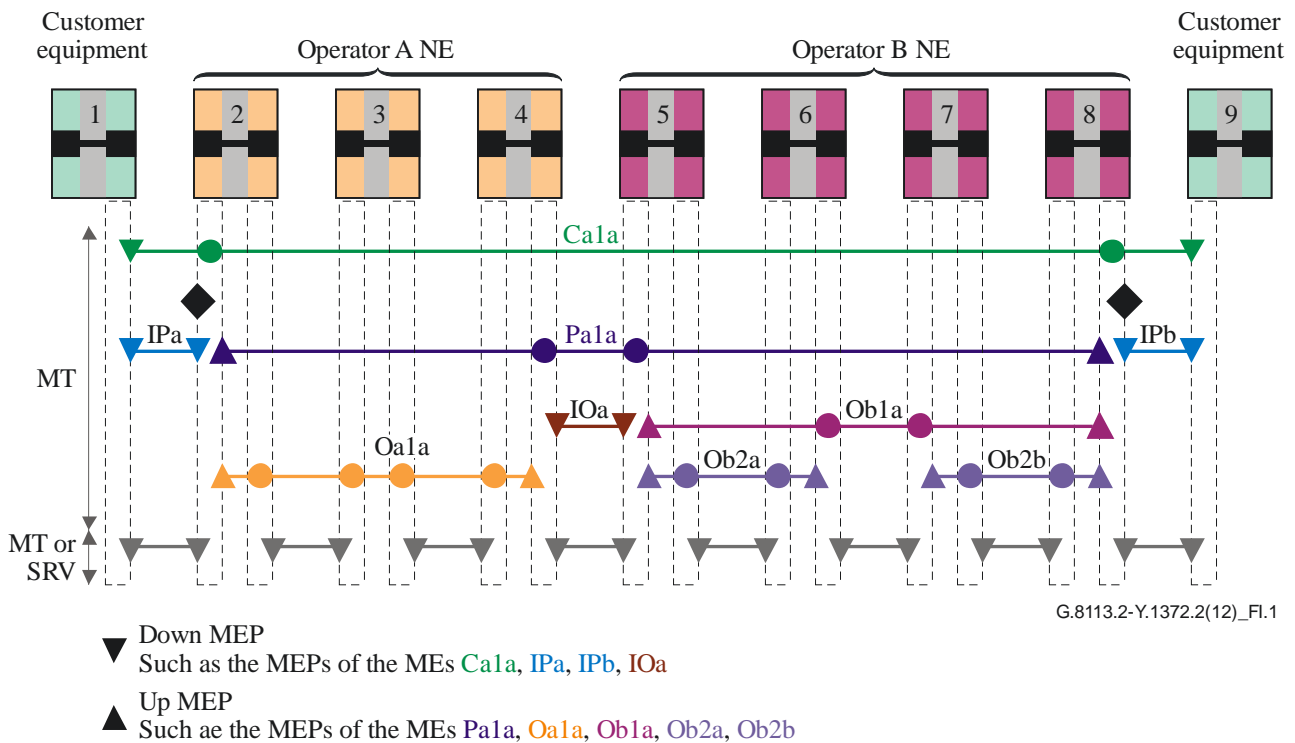 Customer
equipment
Operator A NE
Operator B NE
Customer
equipment
1 2 3 4 5 6 7 8 9
Ca1a
IPa
Pa1a
IPb
MT
IOa
Ob1a
Oa1a
Ob2a
Ob2b
MT or
SRV
G.8113.2-Y.1372.2(12)_FI.1
Down MEP
Such as the MEPs of the MEs Ca1a, IPa, IPb, IOa
Up MEP
Such ae the MEPs of the MEs Pa1a, Oa1a, Ob1a, Ob2a, Ob2b